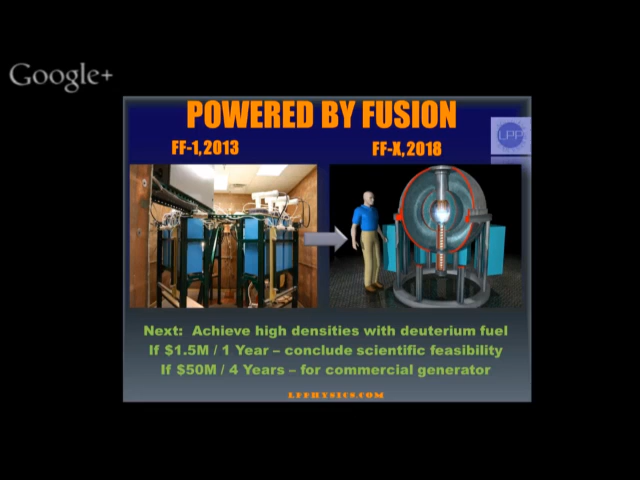 Google+
POWERED BY FUSION
FF-1, 2013
FF-X, 2018
LPP
Next: Achieve high densities with deuterium fuel
If $1.5M / 1 Year – conclude scientific feasibility
If $50M / 4 Years – for commercial generator
LPPHYSICS.COM